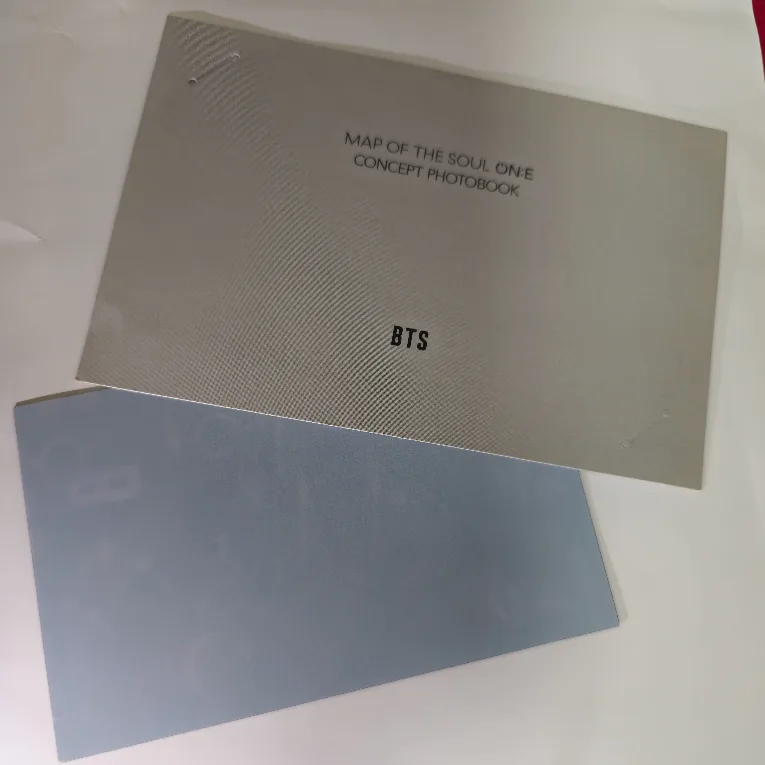 MAP OF THE SOUL ON:E
CONCEPT PHOTOBOOK
BTS